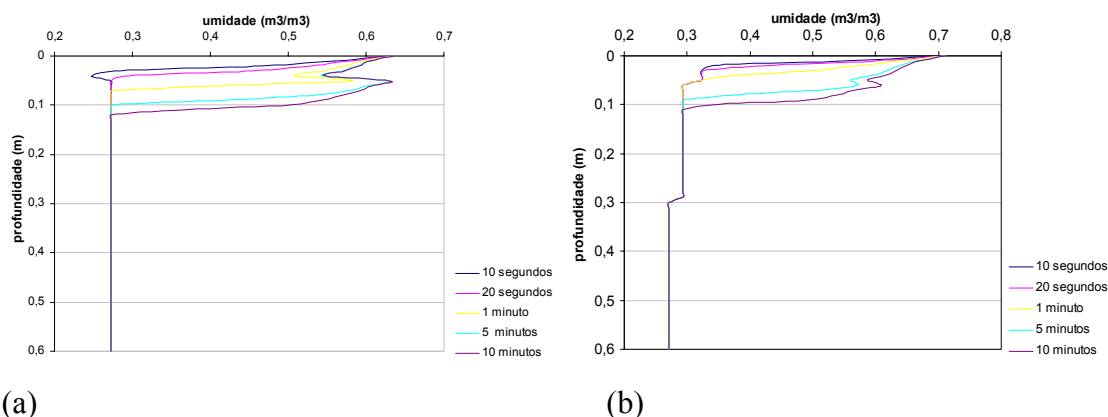 umidade (m3/m3)
0,2 0,3 0,4 0,5 0,6 0,7
0
0,1
0,2
0,3
0,4
0,5
0,6
profundidade (m)
10 segundos
20 segundos
1 minuto
5 minutos
10 minutos
(a)
umidade (m3/m3)
0,2 0,3 0,4 0,5 0,6 0,7 0,8
0
0,1
0,2
0,3
0,4
0,5
0,6
profundidade (m)
10 segundos
20 segundos
1 minuto
5 minutos
10 minutos
(b)